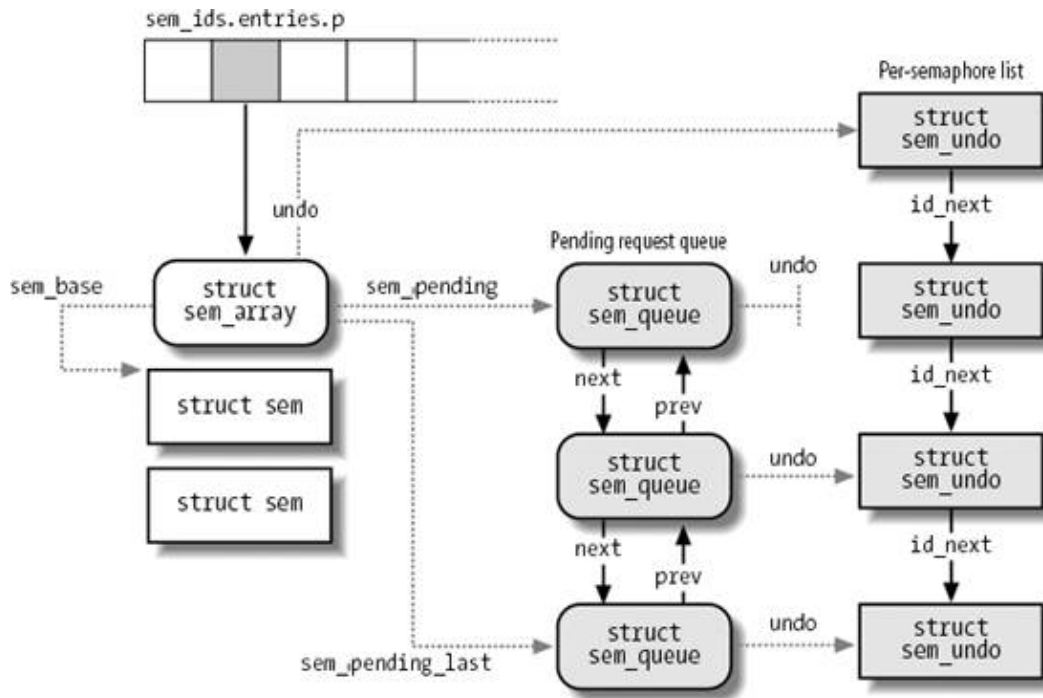 sem_ids.entries.p
Per-semaphore list
struct
sem_undo
undo
id_next
Pending request queue
sem_base
struct
sem_array
sem_pending
struct
sem_queue
undo
struct
sem_undo
next
prev
id_next
struct sem
struct
sem_queue
undo
struct
sem_undo
struct sem
next
prev
id_next
sem_pending_last
struct
sem_queue
undo
struct
sem_undo